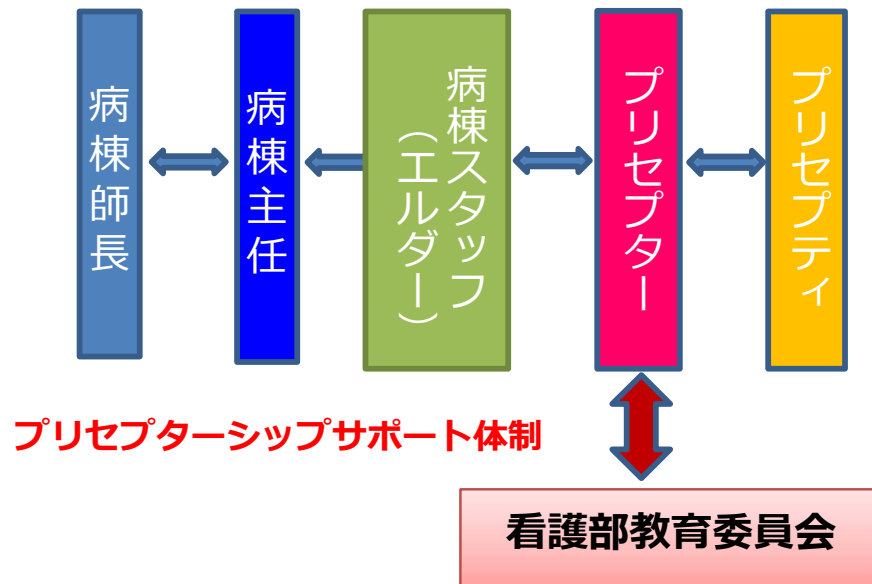 病棟師長
病棟主任
病棟スタッフ
（エルダー）
プリセプター
プリセプティ
プリセプターシップサポート体制
看護部教育委員会